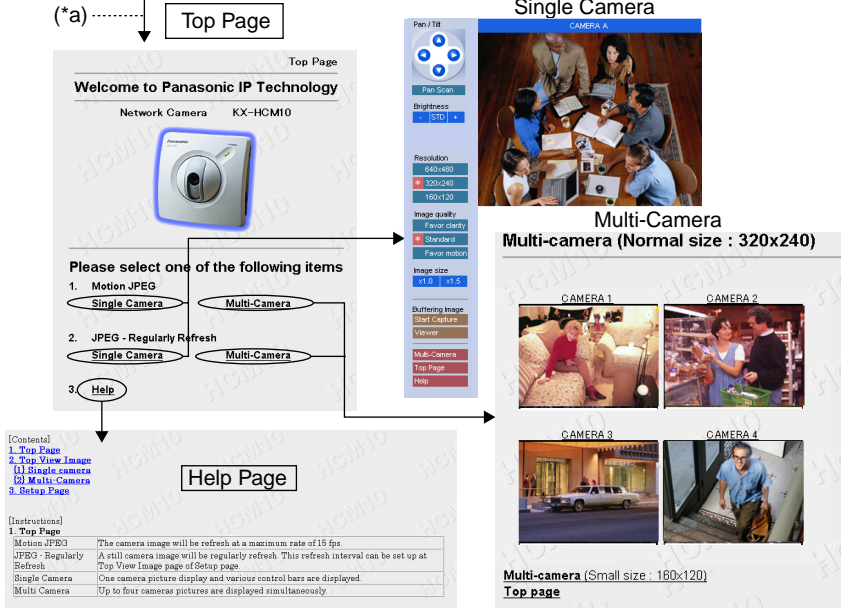 (*a)
Top Page
Top Page
Welcome to Panasonic IP Technology
Network Camera KX-HCM10
Panasonic
Please select one of the following items
1. Motion JPEG
Single Camera Multi-Camera
2. JPEG - Regularly Refresh
Single Camera Multi-Camera
3. Help
Single Camera
Pan / Tilt
CAMERA A
Pan Scan
Brightness
- STD +
Resolution
640x480
* 320x240
160x120
Image quality
Favor clarity
* Standard
Favor motion
Image size
x1.0 x1.5
Buffering Image
Start Capture
Viewer
Multi-Camera
Top Page
Help
Multi-Camera
Multi-camera (Normal size : 320x240)
CAMERA 1 CAMERA 2
CAMERA 3 CAMERA 4
Multi-camera (Small size : 160x120)
Top page
Help Page
[Contents]
1. Top Page
2. Top View Image
(1) Single camera
(2) Multi-Camera
3. Setup Page
[Instructions]
1. Top Page
Motion JPEG The camera image will be refresh at a maximum rate of 15 fps.
JPEG - Regularly Refresh A still camera image will be regularly refresh. This refresh interval can be set up at
Top View Image page of Setup page.
Single Camera One camera picture display and various control bars are displayed.
Multi Camera Up to four cameras pictures are displayed simultaneously.
HCM10